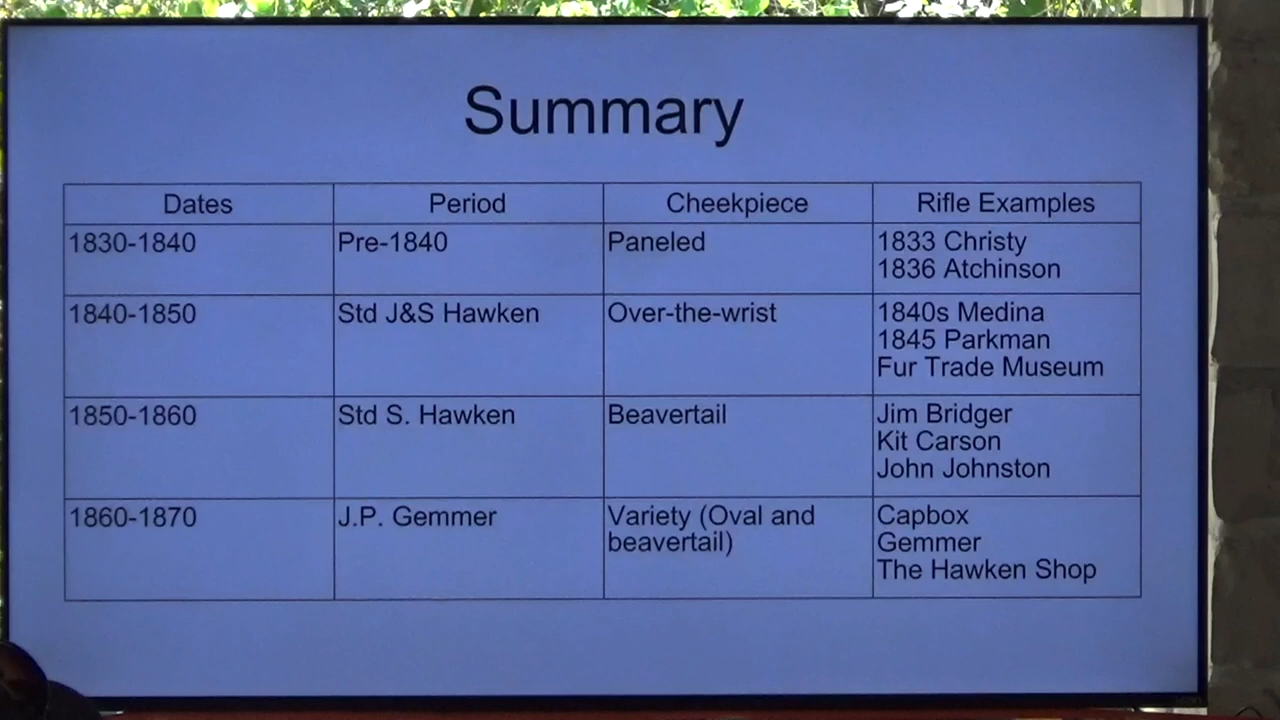 Summary
Dates Period Cheekpiece Rifle Examples
1830-1840 Pre-1840 Paneled 1833 Christy
1836 Atchinson
1840-1850 Std J&S Hawken Over-the-wrist 1840s Medina
1845 Parkman
Fur Trade Museum
1850-1860 Std S. Hawken Beavertail Jim Bridger
Kit Carson
John Johnston
1860-1870 J.P. Gemmer Variety (Oval and Capbox
beavertail) Gemmer
The Hawken Shop